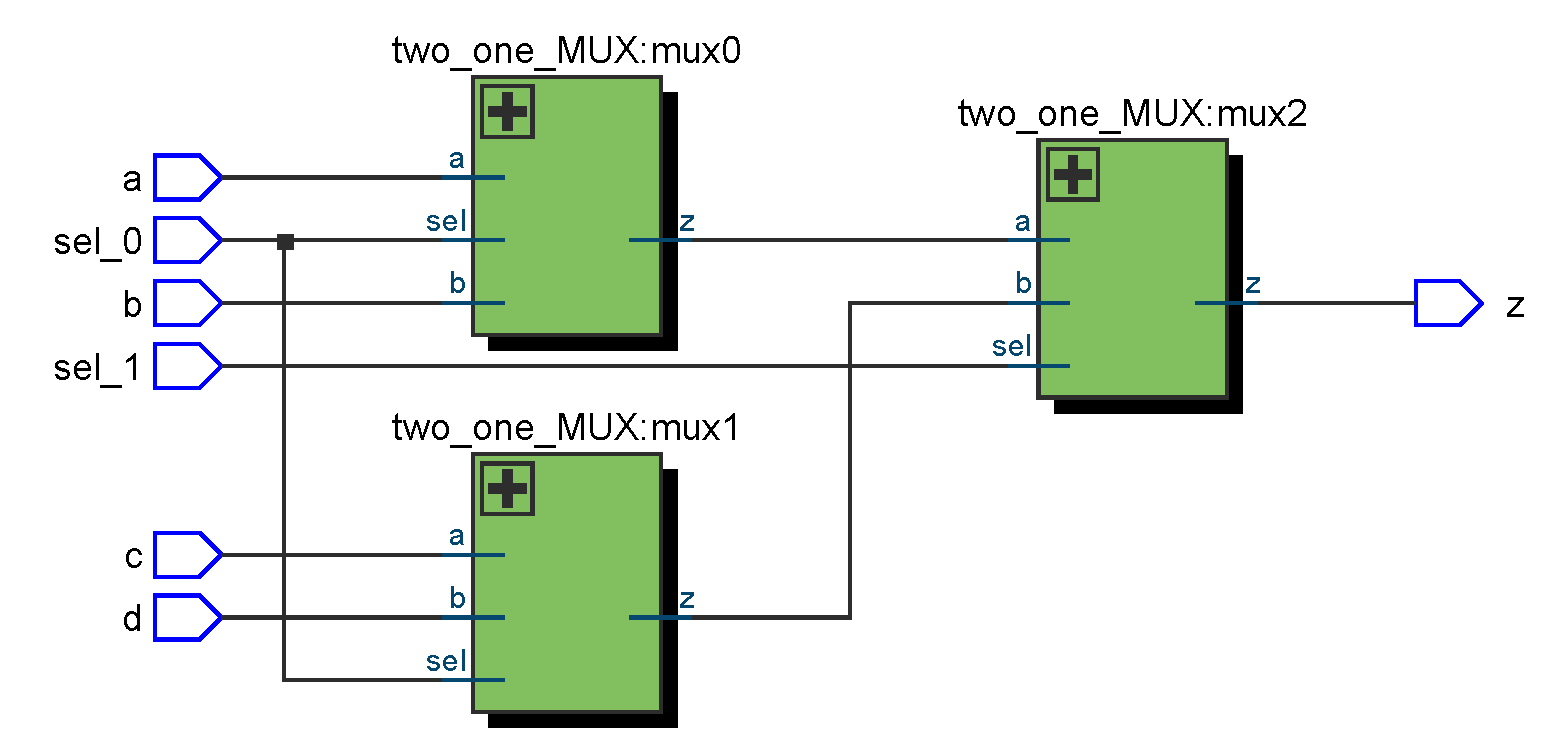 two_one_MUX:mux0
two_one_MUX:mux2
a
a
sel_0
sel
z
a
b
b
b
z
z
sel_1
sel
two_one_MUX:mux1
c
a
d
b
z
sel